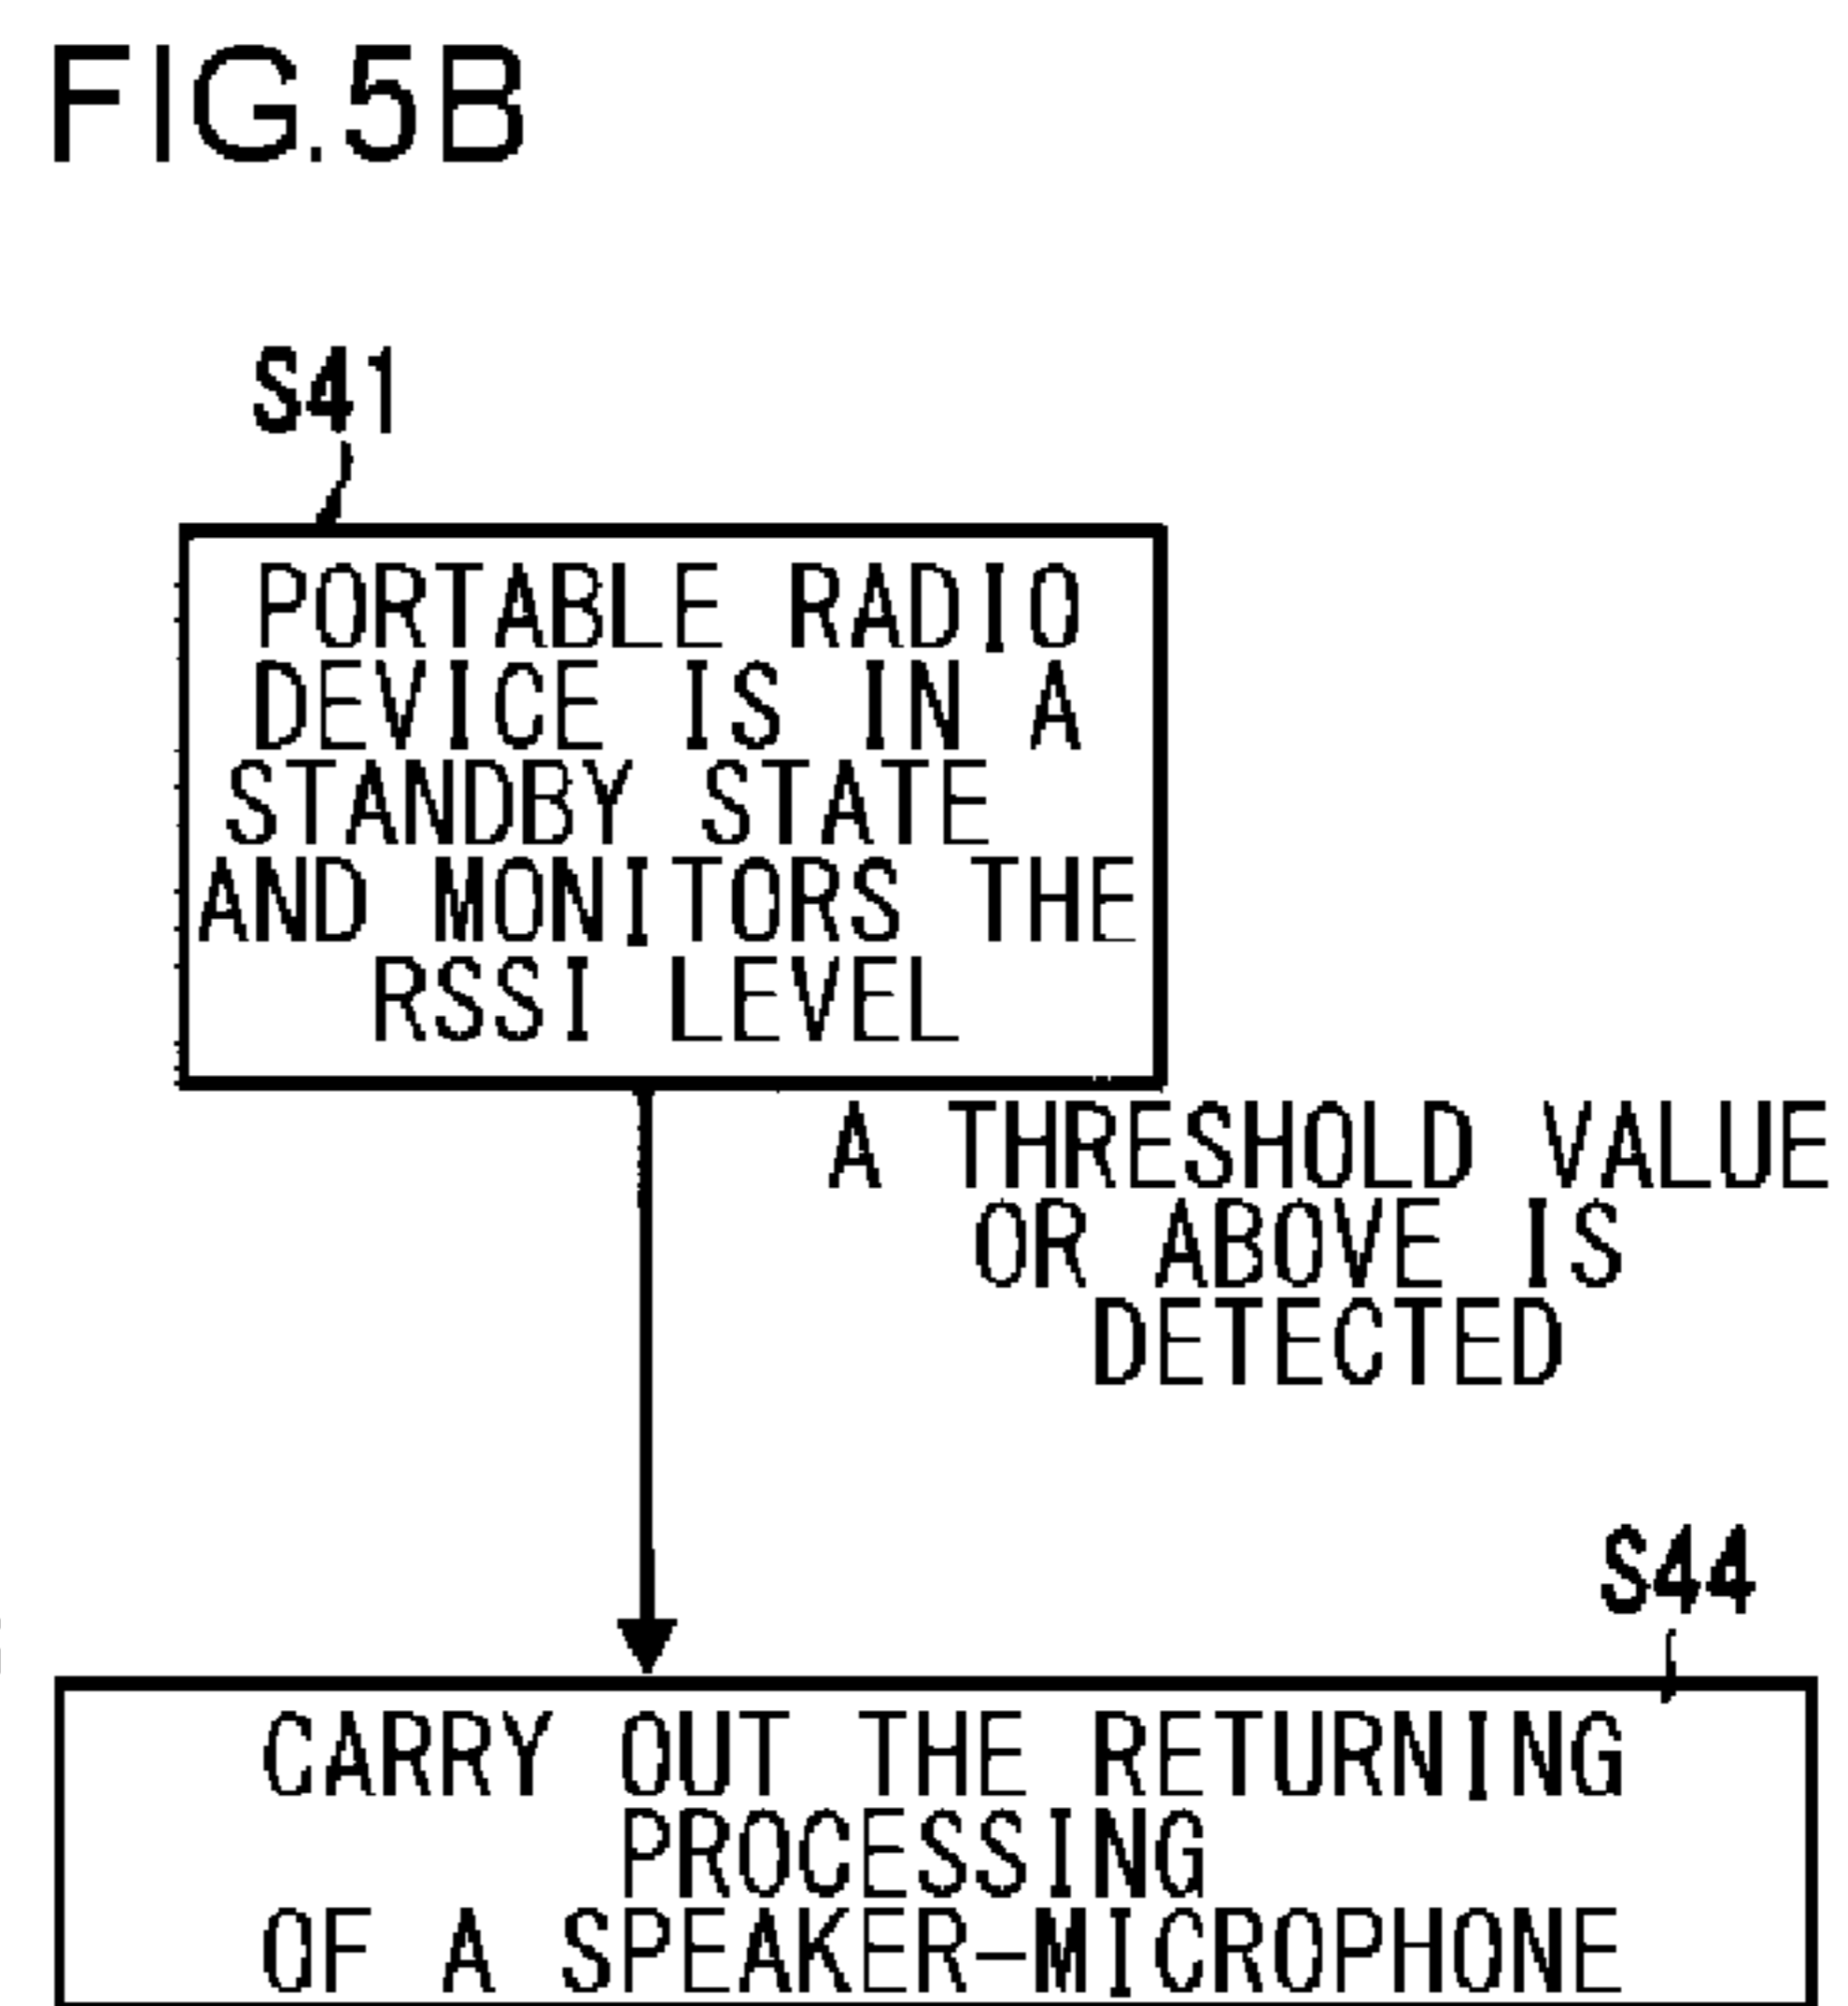 FIG.5B
S41
PORTABLE RADIO
DEVICE IS IN A
STANDBY STATE
AND MONITORS THE
RSSI LEVEL
A THRESHOLD VALUE
OR ABOVE IS
DETECTED
S44
CARRY OUT THE RETURNING
PROCESSING
OF A SPEAKER-MICROPHONE